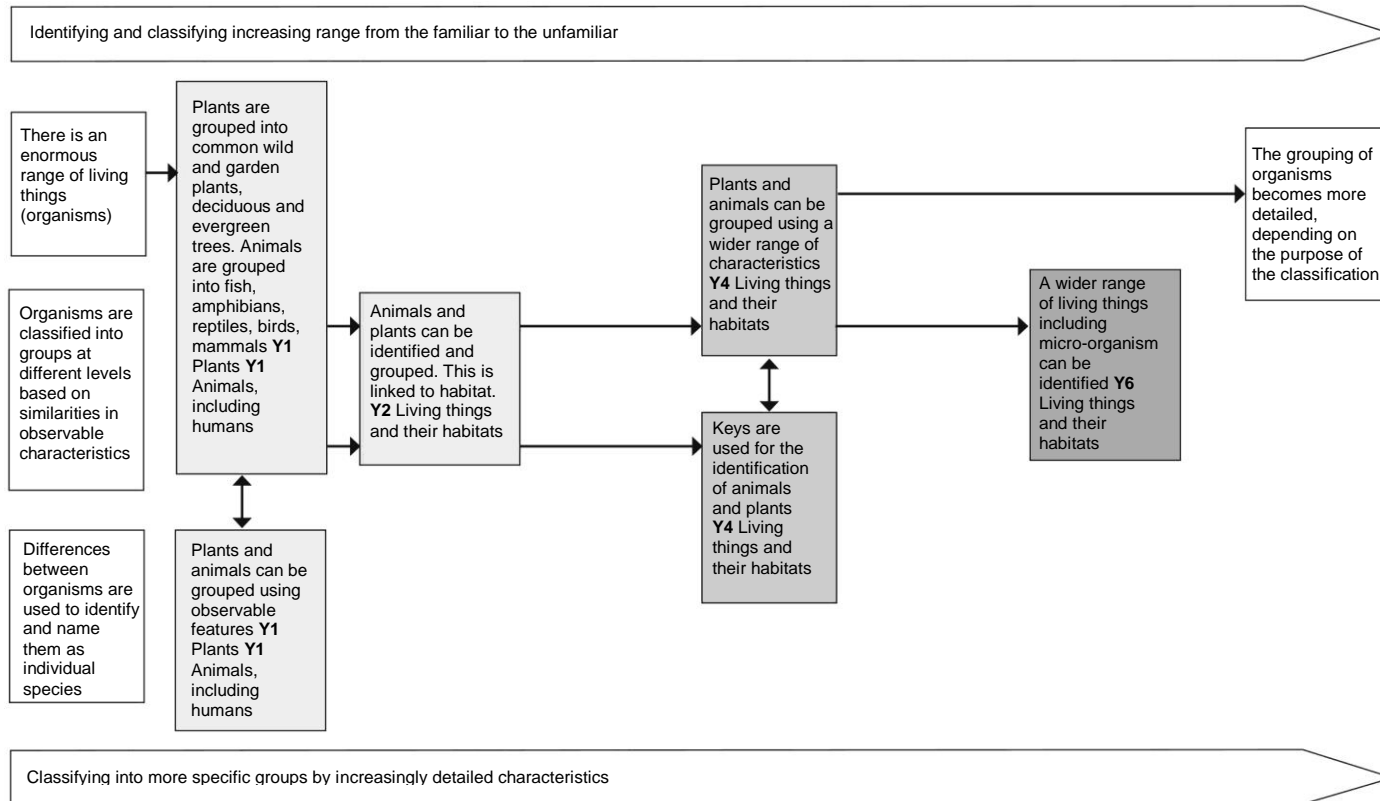 Identifying and classifying increasing range from the familiar to the unfamiliar
There is an
enormous
range of living
things
(organisms)
Organisms are
classified into
groups at
different levels
based on
similarities in
observable
characteristics
Differences
between
organisms are
used to identify
and name
them as
individual
species
Plants are
grouped into
common wild
and garden
plants,
deciduous and
evergreen
trees. Animals
are grouped
into fish,
amphibians,
reptiles, birds,
mammals Y1
Plants Y1
Animals,
including
humans
Plants and
animals can be
grouped using
observable
features Y1
Plants Y1
Animals,
including
humans
Animals and
plants can be
identified and
grouped. This is
linked to habitat.
Y2 Living things
and their habitats
Plants and
animals can be
grouped using a
wider range of
characteristics
Y4 Living things
and their
habitats
Keys are
used for the
identification
of animals
and plants
Y4 Living
things and
their habitats
A wider range
of living things
including
micro-organism
can be
identified Y6
Living things
and their
habitats
The grouping of
organisms
becomes more
detailed,
depending on
the purpose of
the classification
Classifying into more specific groups by increasingly detailed characteristics